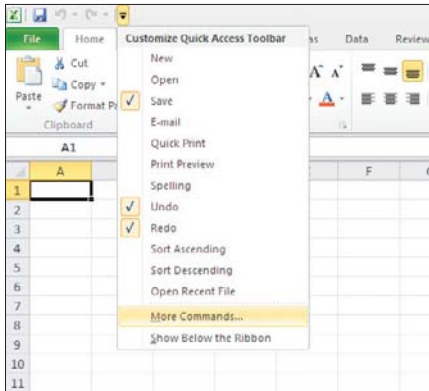 File Home Customize Quick Access Toolbar as Data Review
Cut New
Copy Open
Paste Save
Format Pa E-mail
Clipboard Quick Print
A1 Print Preview
A F Spelling
1 Undo
2 Redo
3 Sort Ascending
4 Sort Descending
5 Open Recent File
6 More Commands...
7 Show Below the Ribbon
8
9
10
11